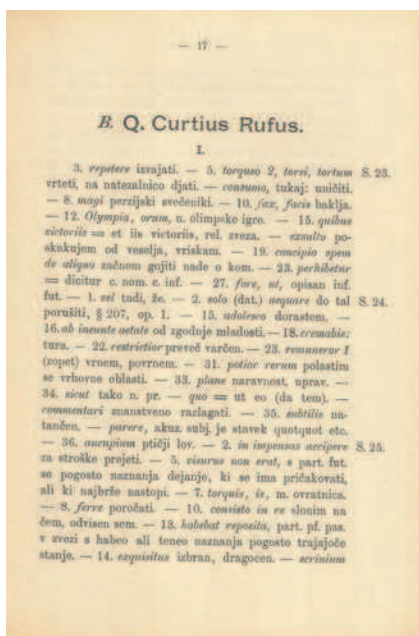 — 17 —
B. Q. Curtius Rufus.
I.
3. repetere izvajati. — 5. torqueo 2, torsi, tortum S. 23.
vrteti, na natezalnico djati. — consumo, tukaj: uničiti.
— 8. magi perzijski svečeniki. — 10. fax, facis baklja.
— 12. Olympia, orum, n. olimpske igre. — 15. quibus
victoriis = et iis victoriis, rel. zveza. — exsulto po-
skakujem od veselja, vriskam. — 19. concipio spem
de aliquo začnem gojiti nade o kom. — 23. perhibetur
= dicitur c. nom. c. inf. — 27. fore, ut, opisan inf.
fut. — 1. vel tudi, že. — 2. solo (dat.) aequare do tal S. 24.
porušiti, § 207, op. 1. — 15. adolesco dorastem. —
16. ab ineunte aetate od zgodnje mladosti. — 18. cremabis:
tura. — 22. restrictior preveč varčen. — 23. remuneror 1
(zopet) vrnem, povrnem. — 31. potior rerum polastim
se vrhovne oblasti. — 33. plane naravnost, uprav. —
34. sicut tako n. pr. — quo = ut eo (da tem). —
commentari znanstveno razlagati. — 35. subtilis na-
tančen. — parere, akuz. subj. je stavek quotquot etc.
— 36. aucupium ptičji lov. — 2. in impensas accipere S. 25.
za stroške prejeti. — 5. visurus non erat, s part. fut.
se pogosto naznanja dejanje, ki se ima pričakovati,
ali ki najbrže nastopi. — 7. torquis, is, m. ovratnica.
— 8. ferre poročati. — 10. consisto in re slonim na
čem, odvisen sem. — 13. habebat reposita, part. pf. pas.
v zvezi s habeo ali teneo naznanja pogosto trajajoče
stanje. — 14. exquisitus izbran, dragocen. — scrinium